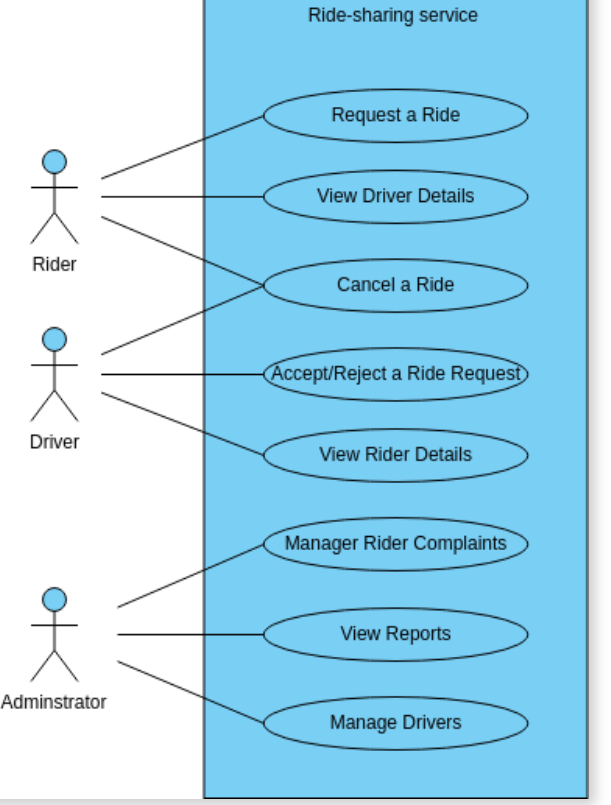 Ride-sharing service
Request a Ride
View Driver Details
Rider
Cancel a Ride
Accept/Reject a Ride Request
Driver
View Rider Details
Manager Rider Complaints
View Reports
Adminstrator
Manage Drivers